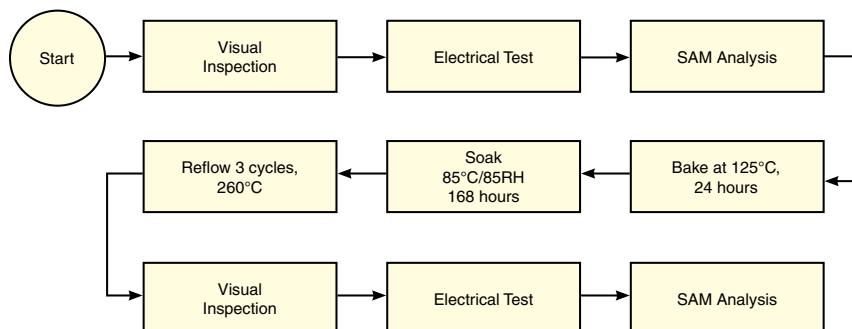 Start
Visual
Inspection
Electrical Test
SAM Analysis
Bake at 125°C,
24 hours
Soak
85°C/85RH
168 hours
Reflow 3 cycles,
260°C
Visual
Inspection
Electrical Test
SAM Analysis